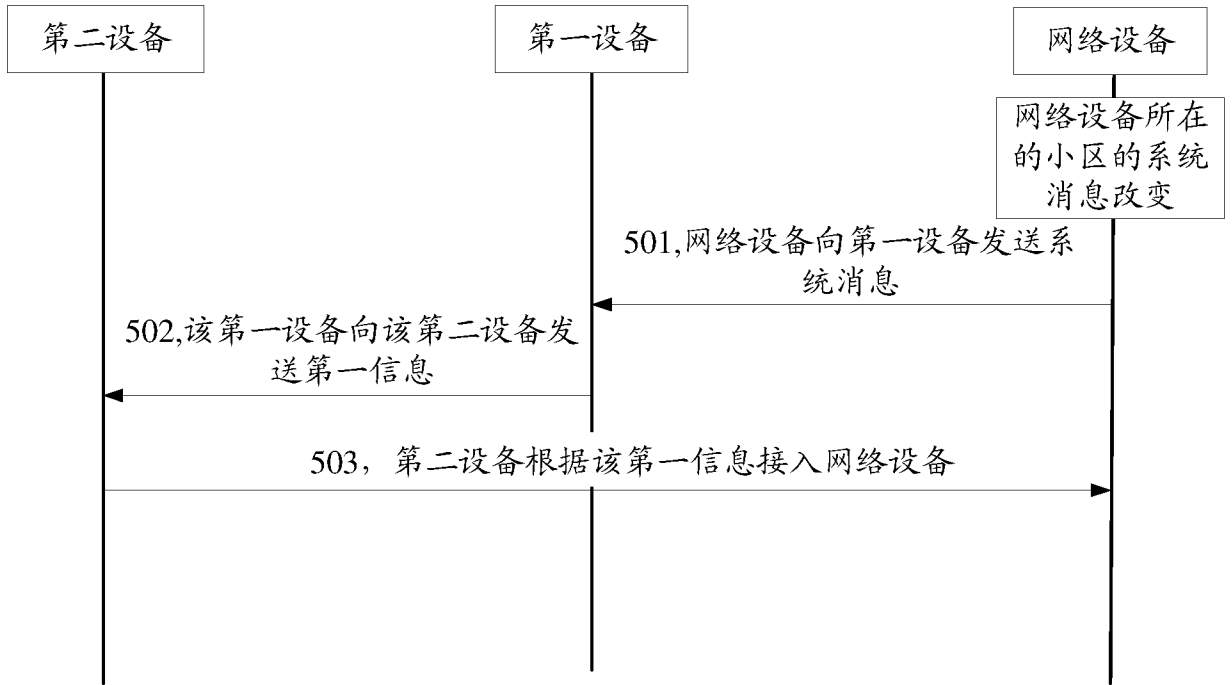 第二设备
第一设备
网络设备
网络设备所在
的小区的系统
消息改变
501,网络设备向第一设备发送系
统消息
502,该第一设备向该第二设备发
送第一信息
503，第二设备根据该第一信息接入网络设备